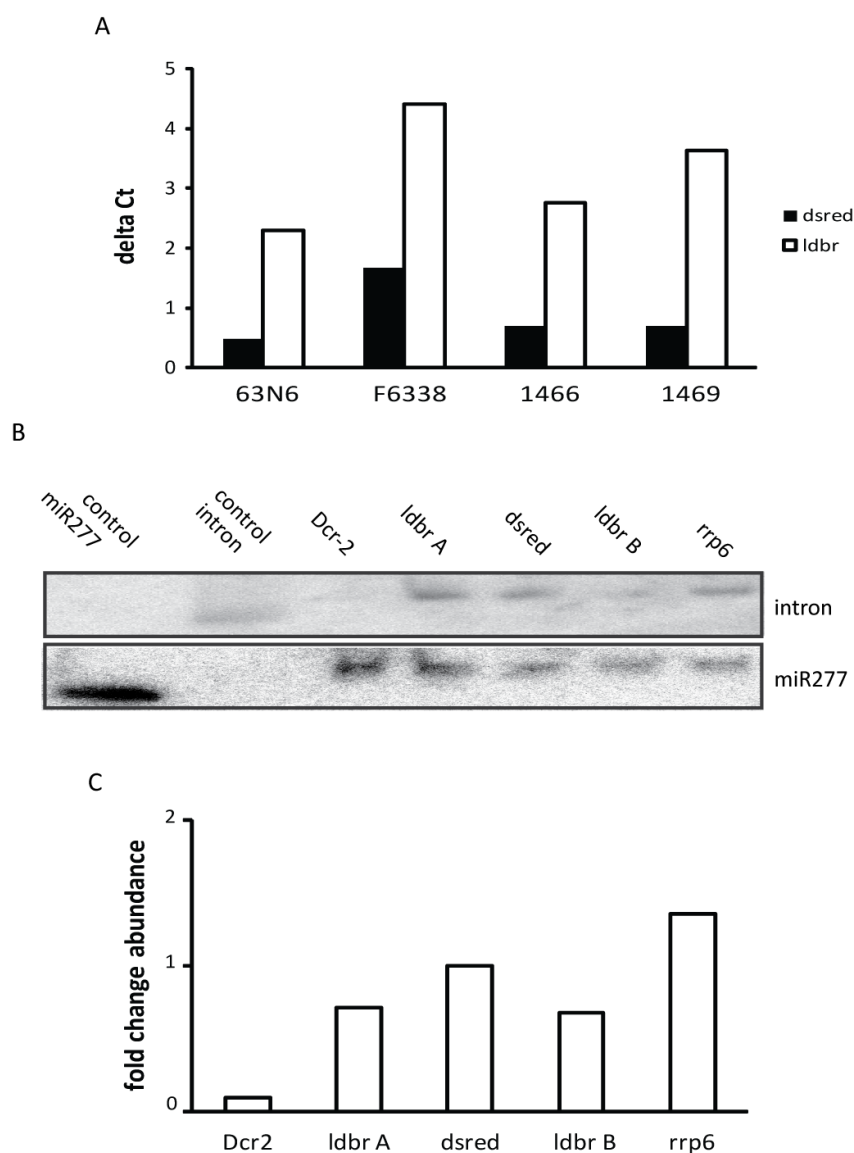 A
5
4
3
2
1
0
delta Ct
dsred
ldbr
63N6 F6338 1466 1469
B
miR277 control
control intron
Dcr-2
ldbr A
dsred
ldbr B
rrp6
intron
miR277
C
2
1
0
fold change abundance
Dcr2 ldbr A dsred ldbr B rrp6